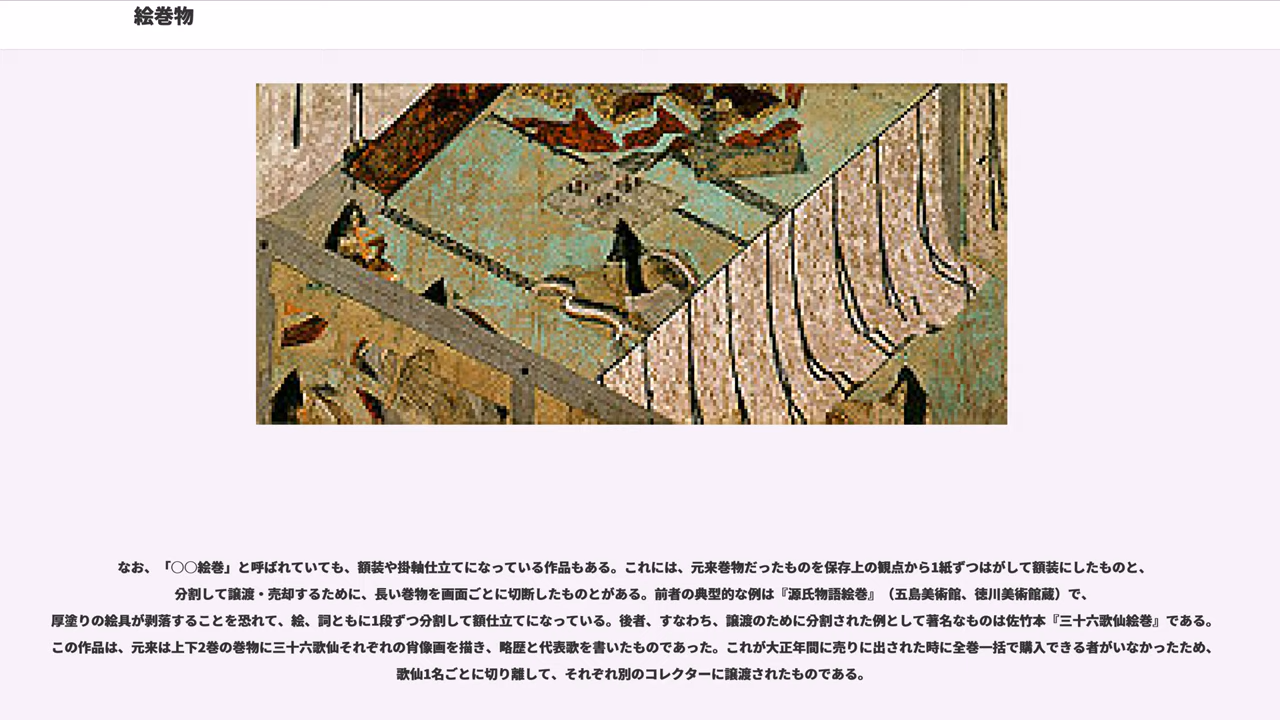 絵巻物
なお、「○○絵巻」と呼ばれていても、額装や掛軸仕立てになっている作品もある。これには、元来巻物だったものを保存上の観点から1紙ずつはがして額装にしたものと、
分割して譲渡・売却するために、長い巻物を画面ごとに切断したものとがある。前者の典型的な例は『源氏物語絵巻』（五島美術館、徳川美術館蔵）で、
厚塗りの絵具が剥落することを恐れて、絵、詞ともに1段ずつ分割して額仕立てになっている。後者、すなわち、譲渡のために分割された例として著名なものは佐竹本『三十六歌仙絵巻』である。
この作品は、元来は上下2巻の巻物に三十六歌仙それぞれの肖像画を描き、略歴と代表歌を書いたものであった。これが大正年間に売りに出された時に全巻一括で購入できる者がいなかったため、
歌仙1名ごとに切り離して、それぞれ別のコレクターに譲渡されたものである。